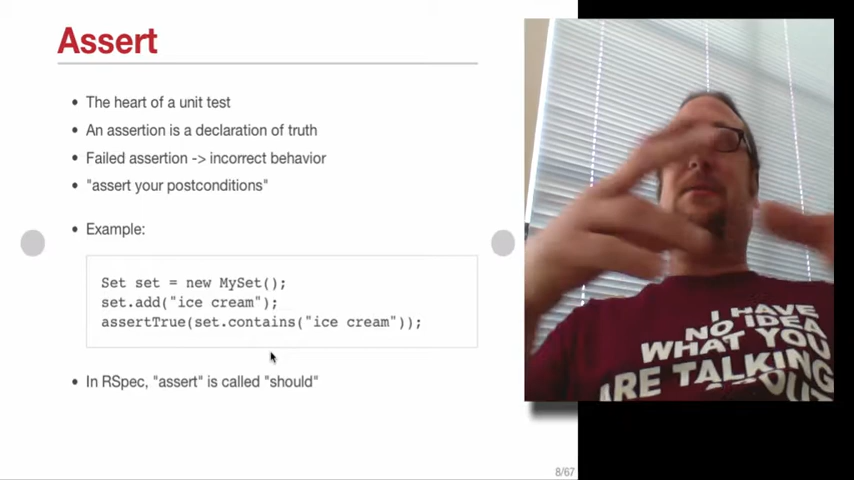 Assert
• The heart of a unit test
• An assertion is a declaration of truth
• Failed assertion -> incorrect behavior
• "assert your postconditions"
• Example:
Set set = new MySet();
set.add("ice cream");
assertTrue(set.contains("ice cream"));
• In RSpec, "assert" is called "should"
8/67
I HAVE
NO IDEA
WHAT YOU
ARE TALKING
OUT